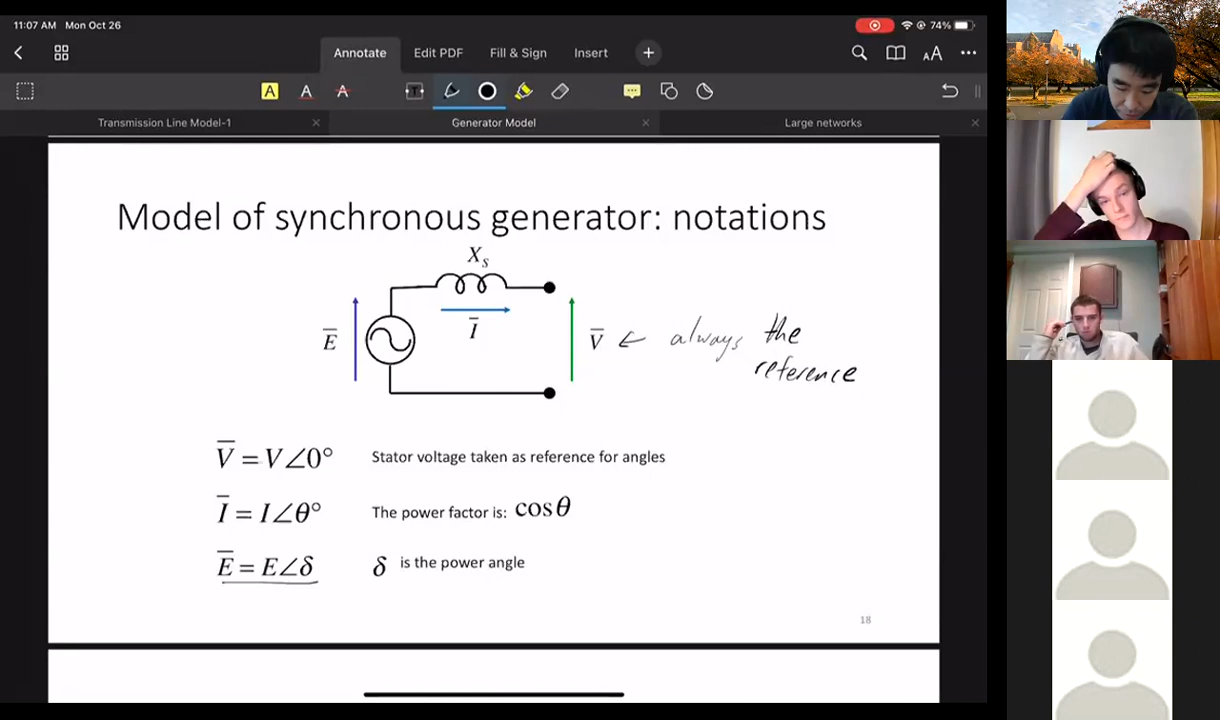 11:07 AM Mon Oct 26
74%
Annotate Edit PDF Fill & Sign Insert +
AA
A A A T
Transmission Line Model-1 × Generator Model × Large networks ×
Model of synchronous generator: notations
Xₛ
E̅ I̅ V̅ ← always the
reference
V̅ = V∠0° Stator voltage taken as reference for angles
I̅ = I∠θ° The power factor is: cosθ
E̅ = E∠δ δ is the power angle
18